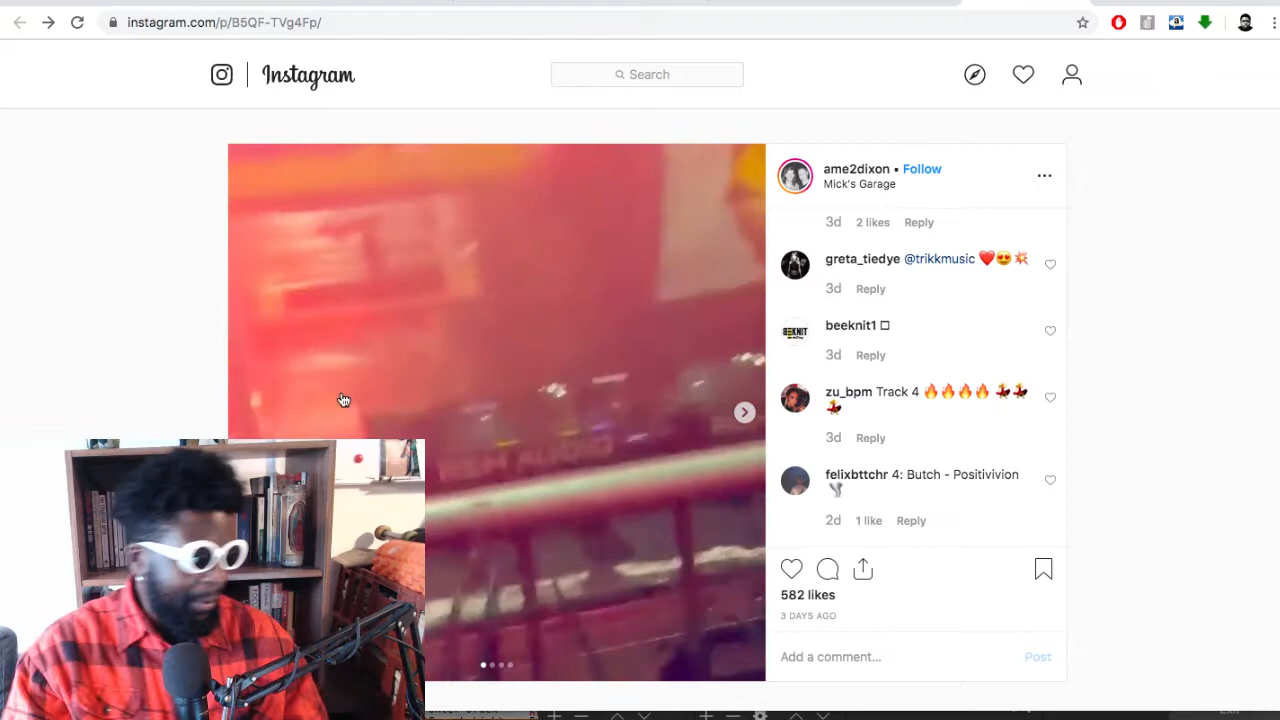 instagram.com/p/B5QF-TVg4Fp/
Instagram
Search
ame2dixon • Follow
Mick's Garage
3d 2 likes Reply
greta_tiedye @trikkmusic ❤️😍💥
3d Reply
beeknit1 □
BEEKNIT
3d Reply
zu_bpm Track 4 🔥🔥🔥🔥 💃💃
💃
3d Reply
felixbttchr 4: Butch - Positivivion
2d 1 like Reply
582 likes
3 DAYS AGO
Add a comment... Post